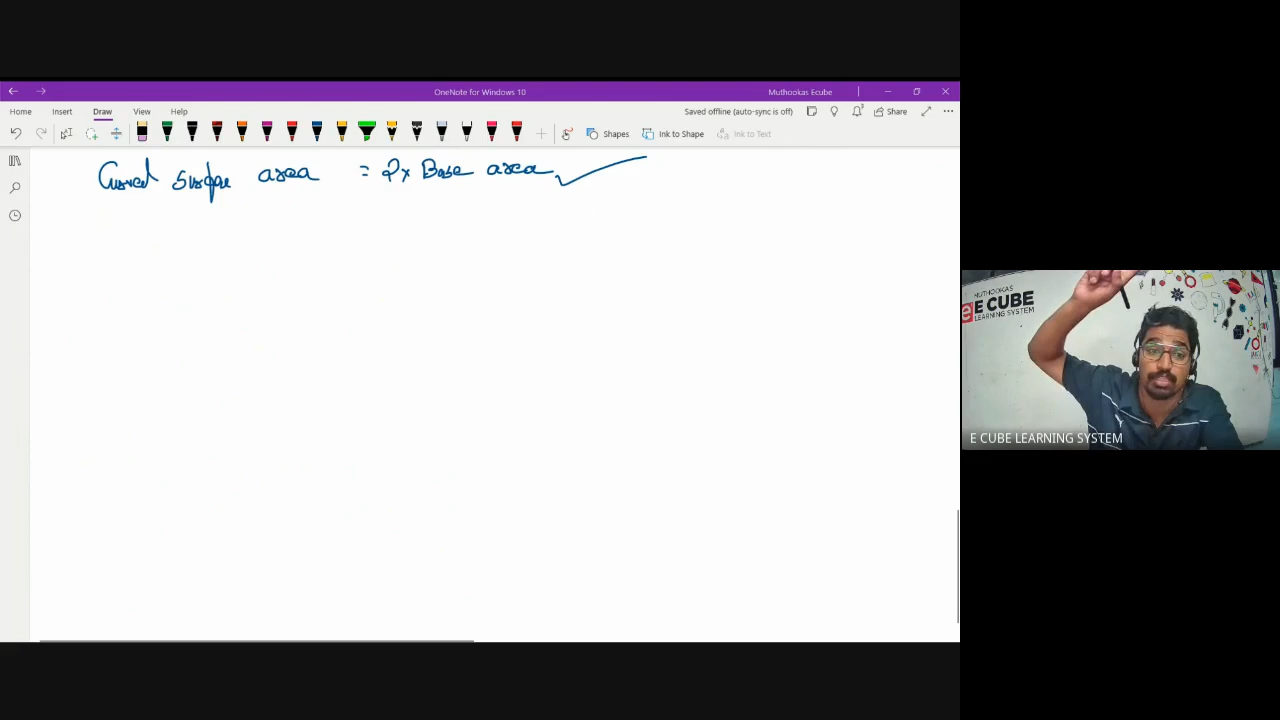 OneNote for Windows 10
Muthookas Ecube
Home Insert Draw View Help
Saved offline (auto-sync is off)
Share
Shapes
Ink to Shape
Ink to Text
Curved Surface area = 2x Base area
MUTHOOKAS
e E CUBE
LEARNING SYSTEM
E CUBE LEARNING SYSTEM